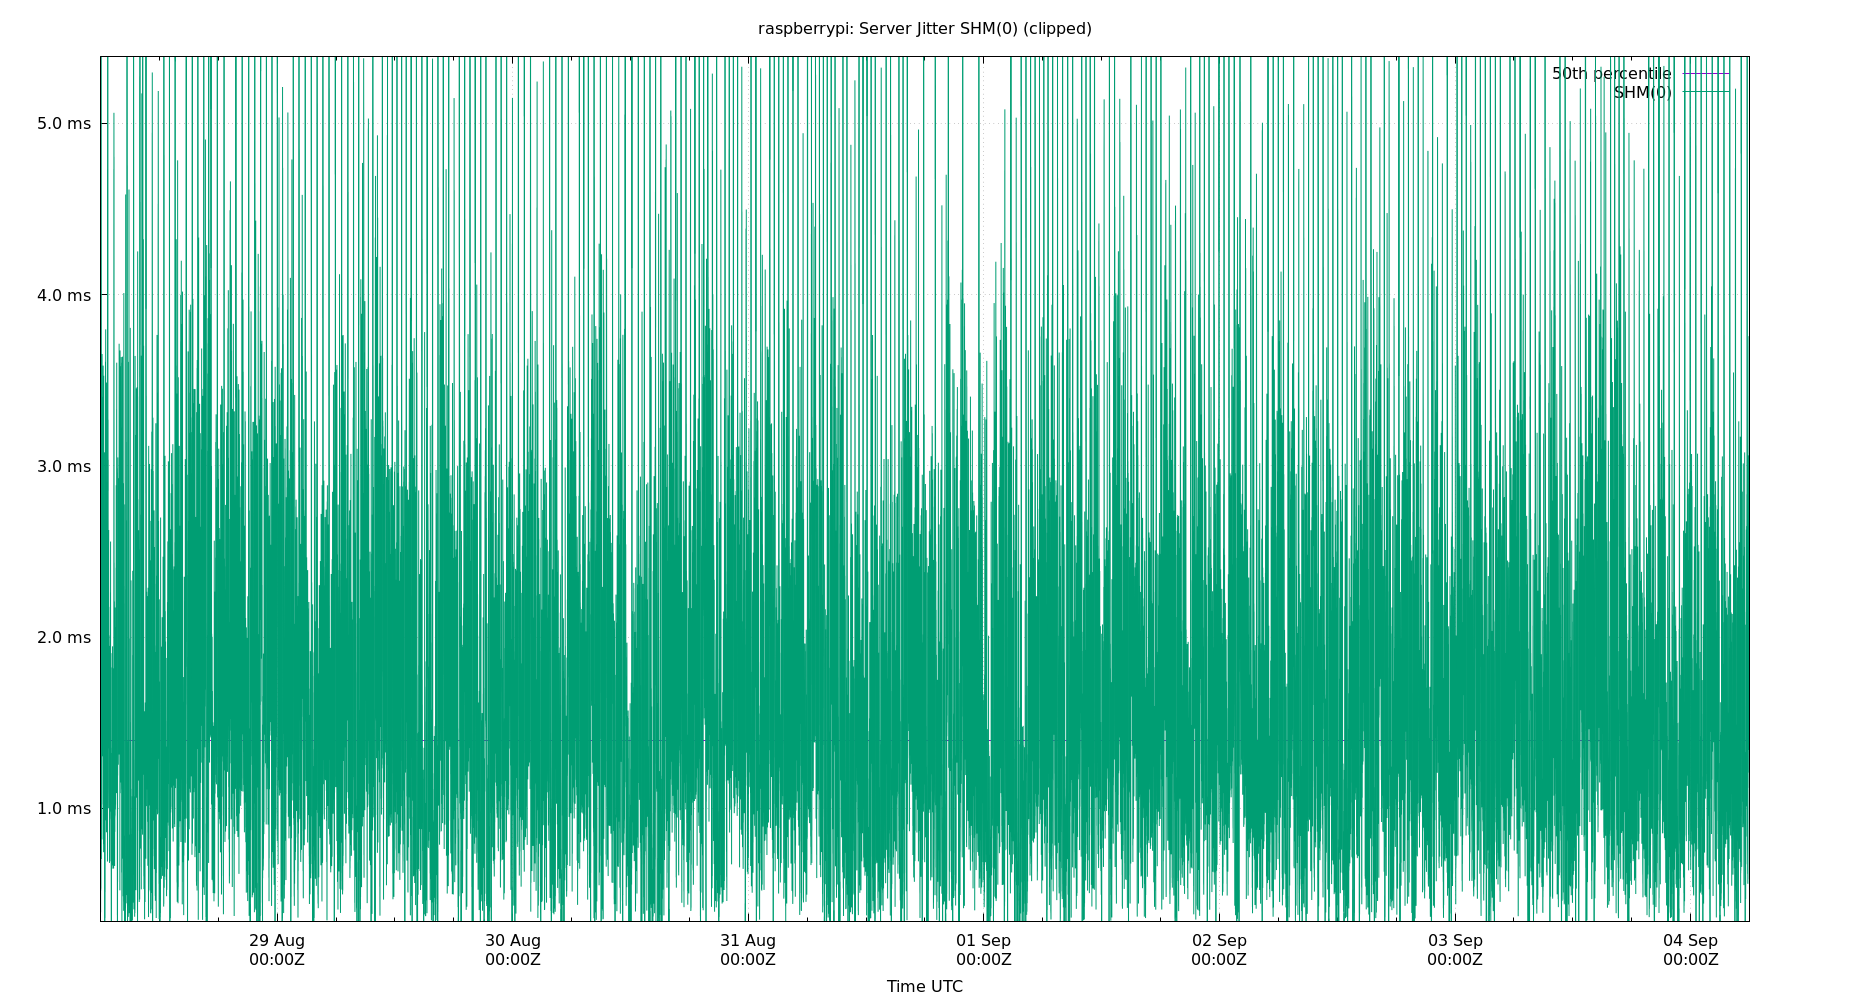 raspberrypi: Server Jitter SHM(0) (clipped)
50th percentile
SHM(0)
5.0 ms
4.0 ms
3.0 ms
2.0 ms
1.0 ms
29 Aug 30 Aug 31 Aug 01 Sep 02 Sep 03 Sep 04 Sep
00:00Z 00:00Z 00:00Z 00:00Z 00:00Z 00:00Z 00:00Z
Time UTC